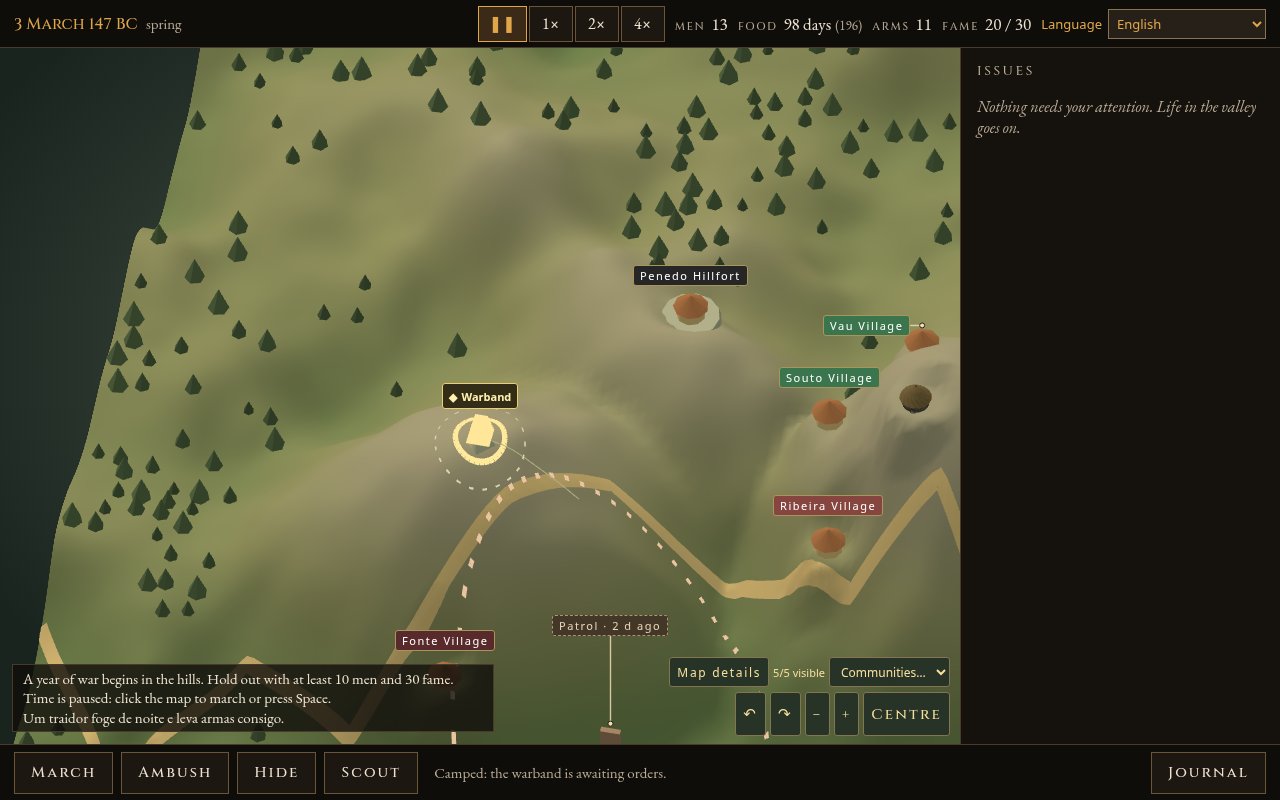 3 March 147 BC spring
❚❚ 1× 2× 4× MEN 13 FOOD 98 days (196) ARMS 11 FAME 20 / 30 Language English
ISSUES
Nothing needs your attention. Life in the valley
goes on.
Penedo Hillfort
Vau Village
Souto Village
◆ Warband
Ribeira Village
Patrol · 2 d ago
Fonte Village
A year of war begins in the hills. Hold out with at least 10 men and 30 fame.
Time is paused: click the map to march or press Space.
Um traidor foge de noite e leva armas consigo.
Map details 5/5 visible Communities...
↶ ↷ − + Centre
March Ambush Hide Scout Camped: the warband is awaiting orders. Journal